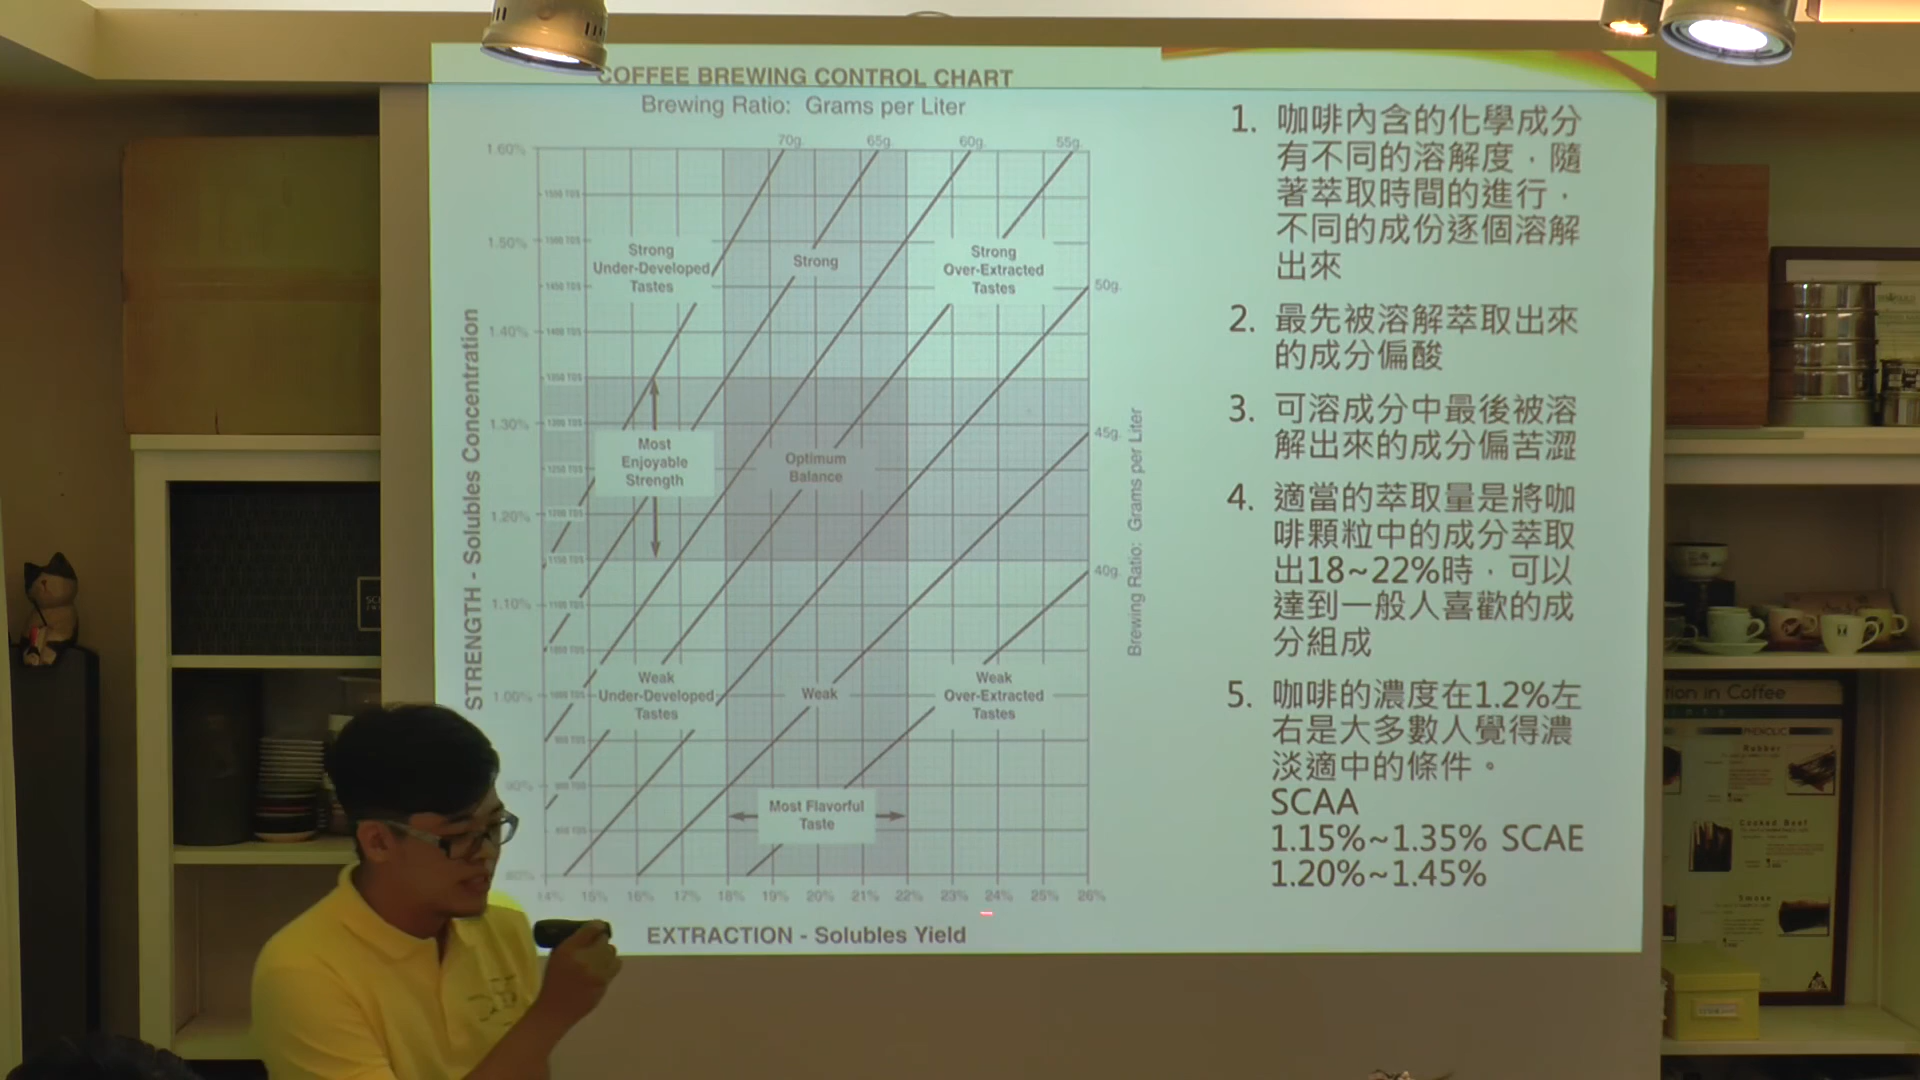 COFFEE BREWING CONTROL CHART
Brewing Ratio: Grams per Liter
70g.
65g.
60g.
55g.
50g.
45g.
40g.
Brewing Ratio: Grams per Liter
STRENGTH - Solubles Concentration
1.60%
1.50%
1.40%
1.30%
1.20%
1.10%
1.00%
Strong
Under-Developed
Tastes
Strong
Strong
Over-Extracted
Tastes
Most
Enjoyable
Strength
Optimum
Balance
Weak
Under-Developed
Tastes
Weak
Weak
Over-Extracted
Tastes
Most Flavorful
Taste
14% 15% 16% 17% 18% 19% 20% 21% 22% 23% 24% 25% 26%
EXTRACTION - Solubles Yield
1. 咖啡內含的化學成分
有不同的溶解度，隨
著萃取時間的進行，
不同的成份逐個溶解
出來
2. 最先被溶解萃取出來
的成分偏酸
3. 可溶成分中最後被溶
解出來的成分偏苦澀
4. 適當的萃取量是將咖
啡顆粒中的成分萃取
出18~22%時，可以
達到一般人喜歡的成
分組成
5. 咖啡的濃度在1.2%左
右是大多數人覺得濃
淡適中的條件。
SCAA
1.15%~1.35% SCAE
1.20%~1.45%
tion in Coffee
PHENOLIC
Rubber
Cooked Beef
Smoke